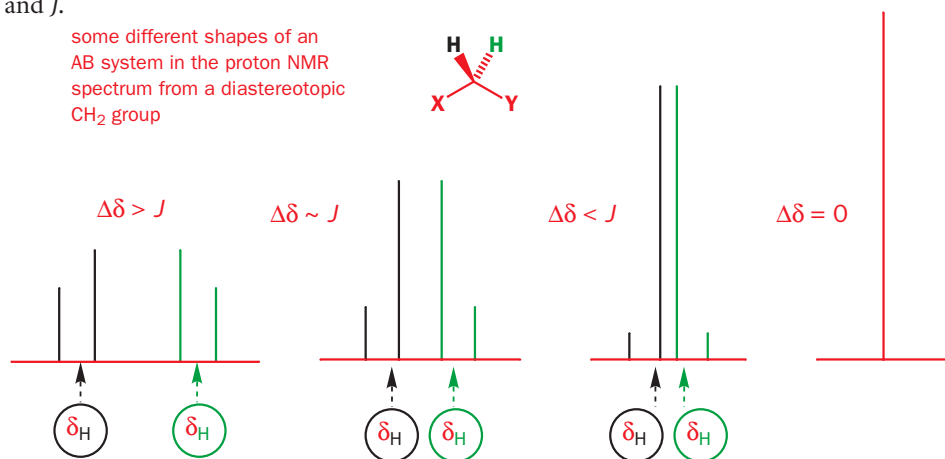 and J.
some different shapes of an
AB system in the proton NMR
spectrum from a diastereotopic
CH₂ group
H H
X Y
Δδ > J
Δδ ~ J
Δδ < J
Δδ = 0
δH δH δH δH δH δH